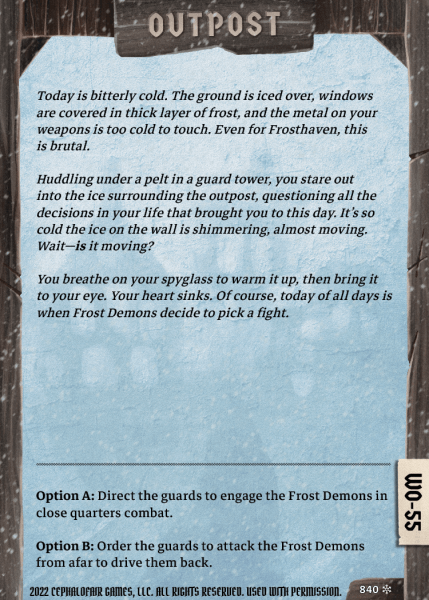 OUTPOST
Today is bitterly cold. The ground is iced over, windows
are covered in thick layer of frost, and the metal on your
weapons is too cold to touch. Even for Frosthaven, this
is brutal.
Huddling under a pelt in a guard tower, you stare out
into the ice surrounding the outpost, questioning all the
decisions in your life that brought you to this day. It's so
cold the ice on the wall is shimmering, almost moving.
Wait—is it moving?
You breathe on your spyglass to warm it up, then bring it
to your eye. Your heart sinks. Of course, today of all days is
when Frost Demons decide to pick a fight.
Option A: Direct the guards to engage the Frost Demons in
close quarters combat.
Option B: Order the guards to attack the Frost Demons
from afar to drive them back.
WO-55
2022 CEPHALOFAIR GAMES, LLC. ALL RIGHTS RESERVED. USED WITH PERMISSION.
840